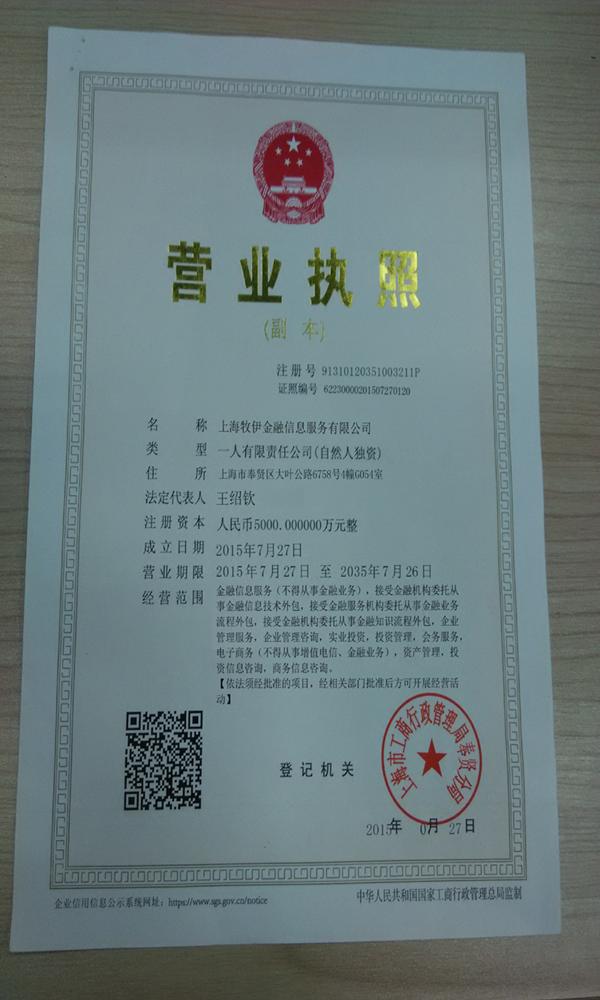 营业执照
(副 本)
注册号 91310120351003211P
证照编号 62230000201507270120
名 称 上海牧伊金融信息服务有限公司
类 型 一人有限责任公司(自然人独资)
住 所 上海市奉贤区大叶公路6758号4幢G054室
法定代表人 王绍钦
注册资本 人民币5000.000000万元整
成立日期 2015年7月27日
营业期限 2015年7月27日 至 2035年7月26日
经营范围 金融信息服务（不得从事金融业务），接受金融机构委托从
事金融信息技术外包，接受金融服务机构委托从事金融业务
流程外包，接受金融机构委托从事金融知识流程外包，企业
管理服务，企业管理咨询，实业投资，投资管理，会务服务，
电子商务（不得从事增值电信、金融业务），资产管理，投
资信息咨询，商务信息咨询。
【依法须经批准的项目，经相关部门批准后方可开展经营活
动】
上海市工商行政管理局奉贤分局
登记机关
2015年 0月 27日
企业信用信息公示系统网址：https://www.sgs.gov.cn/notice
中华人民共和国国家工商行政管理总局监制